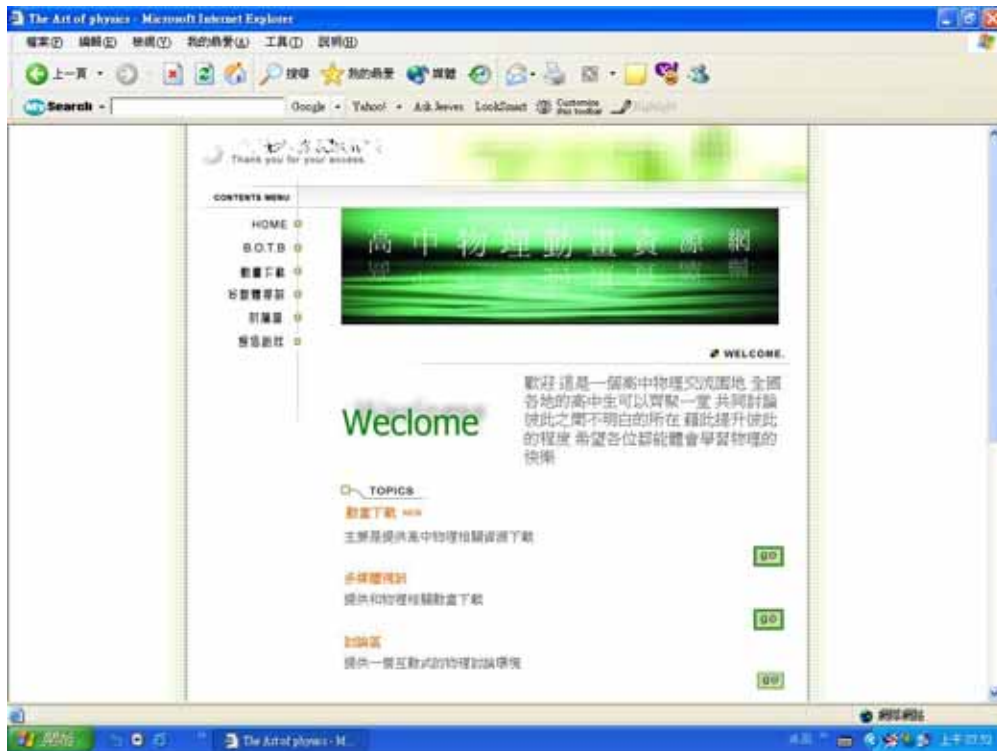 The Art of physics - Microsoft Internet Explorer
檔案(F) 編輯(E) 檢視(V) 我的最愛(A) 工具(T) 說明(H)
上一頁 搜尋 我的最愛 媒體
Search Google Yahoo! Ask Jeeves LookSmart Customize
Thank you for your access.
CONTENTS MENU
HOME
B.O.T.B
動畫下載
討論區
高中物理動畫資源網
WELCOME.
Weclome
歡迎 這是一個高中物理交流園地 全國
各地的高中生可以齊聚一堂 共同討論
彼此之間不明白的所在 藉此提升彼此
的程度 希望各位都能體會學習物理的
快樂
TOPICS
動畫下載 NEW
主要是提供高中物理相關資源下載
GO
多媒體視訊
提供和物理相關動畫下載
GO
討論區
提供一個互動式的物理討論環境
GO
網際網路
開始 The Art of physics - M...